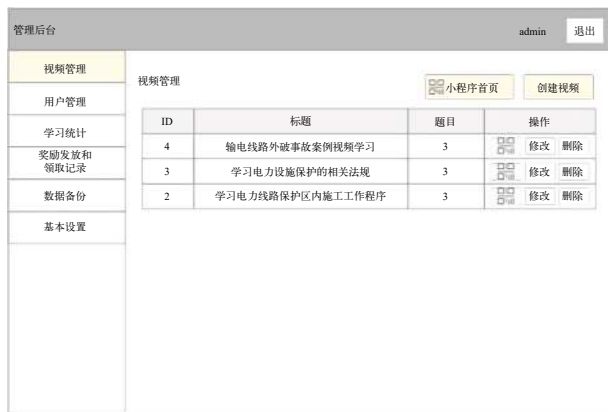 管理后台
admin
退出
视频管理
用户管理
学习统计
奖励发放和
领取记录
数据备份
基本设置
视频管理
小程序首页
创建视频
ID 标题 题目 操作
4 输电线路外破事故案例视频学习 3 修改 删除
3 学习电力设施保护的相关法规 3 修改 删除
2 学习电力线路保护区内施工工作程序 3 修改 删除